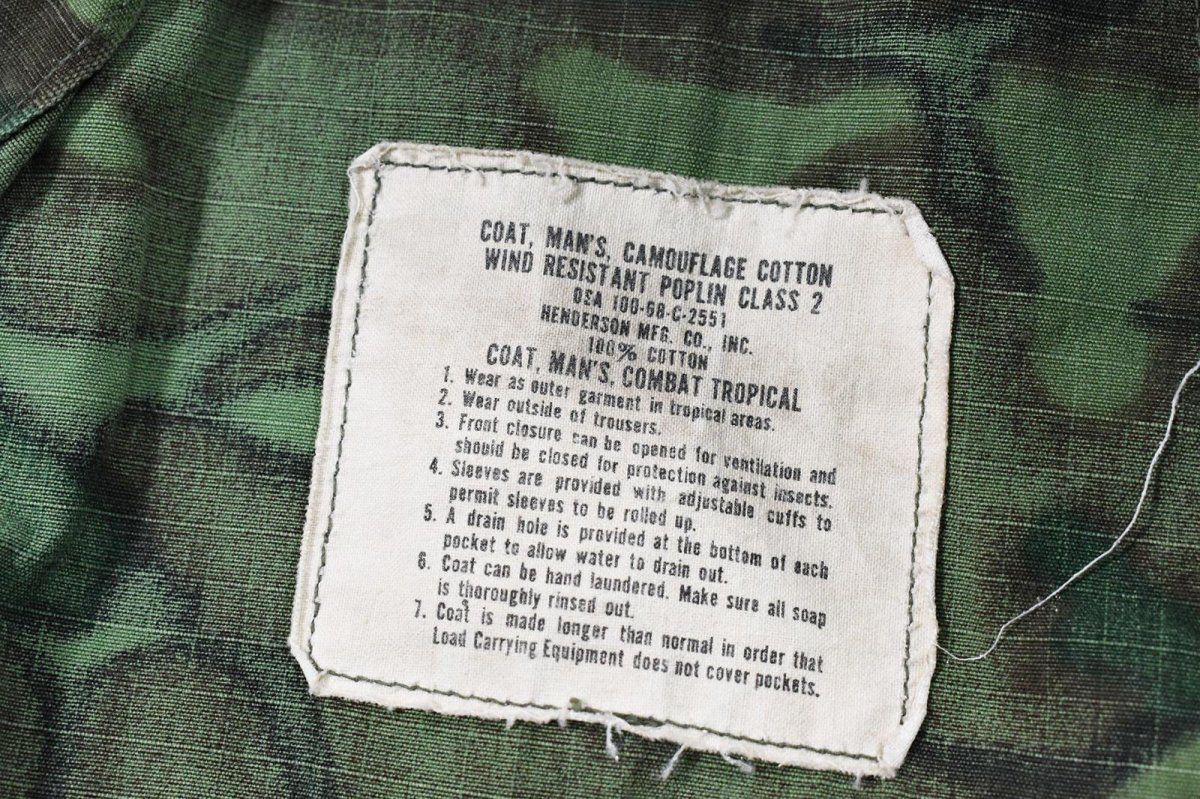 COAT, MAN'S, CAMOUFLAGE COTTON
WIND RESISTANT POPLIN CLASS 2
DSA 100-68-C-2551
HENDERSON MFG. CO., INC.
100% COTTON
COAT, MAN'S, COMBAT TROPICAL
1. Wear as outer garment in tropical areas.
2. Wear outside of trousers.
3. Front closure can be opened for ventilation and
should be closed for protection against insects.
4. Sleeves are provided with adjustable cuffs to
permit sleeves to be rolled up.
5. A drain hole is provided at the bottom of each
pocket to allow water to drain out.
6. Coat can be hand laundered. Make sure all soap
is thoroughly rinsed out.
7. Coat is made longer than normal in order that
Load Carrying Equipment does not cover pockets.